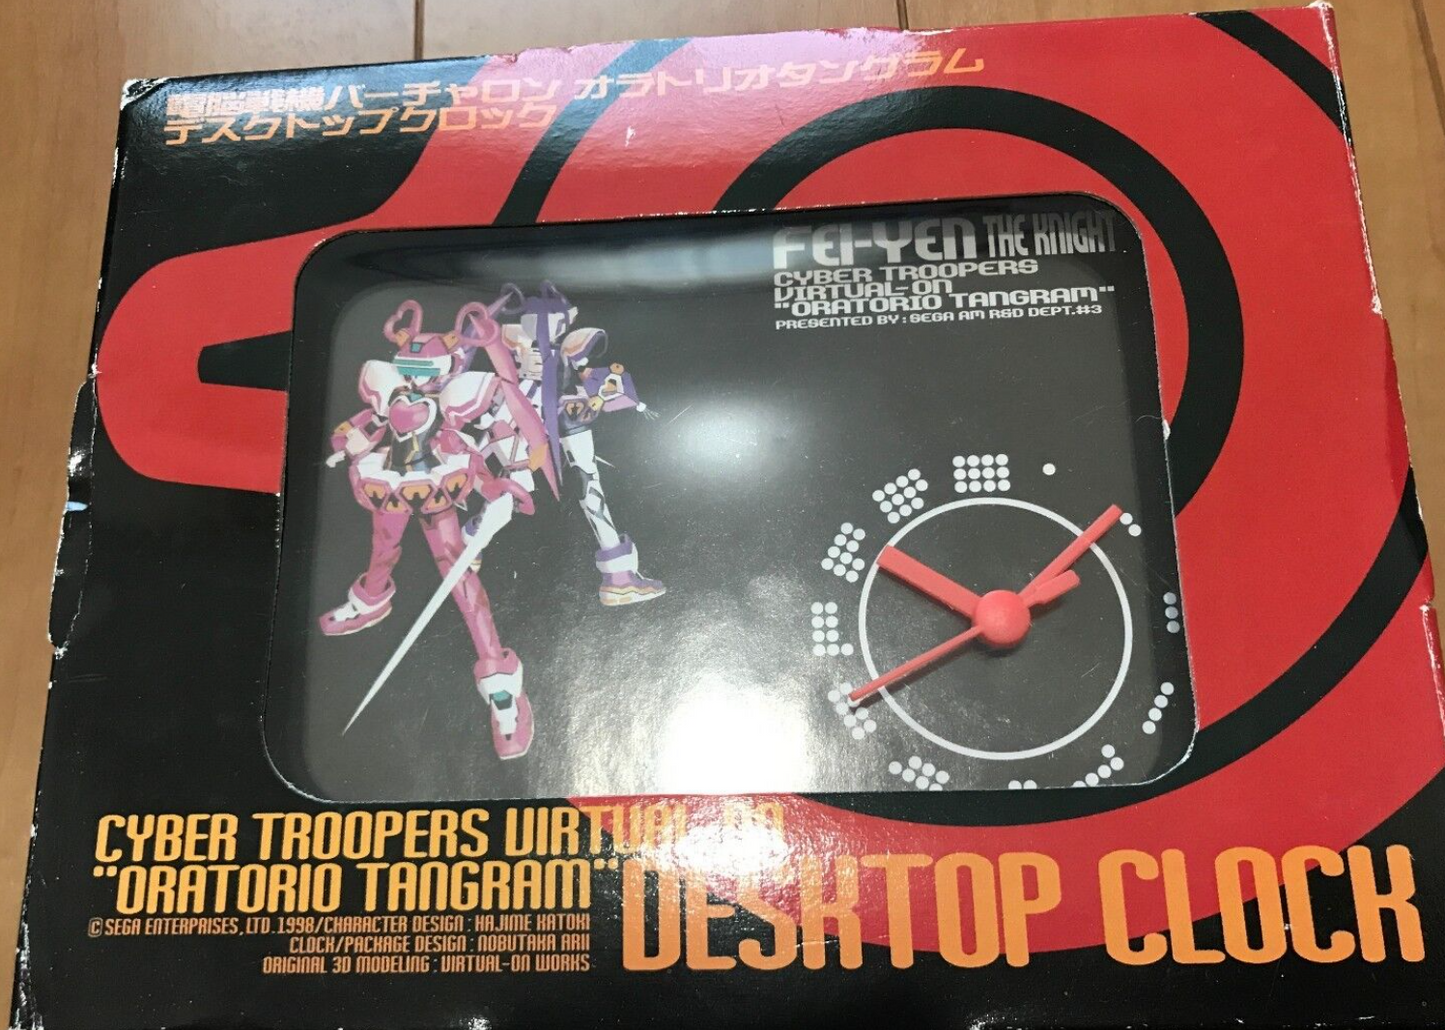 電脳戦機バーチャロン オラトリオタングラム
デスクトップクロック
FEI-YEN THE KNIGHT
CYBER TROOPERS
VIRTUAL-ON
"ORATORIO TANGRAM"
PRESENTED BY : SEGA AM R&D DEPT.#3
CYBER TROOPERS VIRTUAL-ON
"ORATORIO TANGRAM" DESKTOP CLOCK
© SEGA ENTERPRISES, LTD. 1998/CHARACTER DESIGN : HAJIME KATOKI
CLOCK/PACKAGE DESIGN : NOBUTAKA ARII
ORIGINAL 3D MODELING : VIRTUAL-ON WORKS